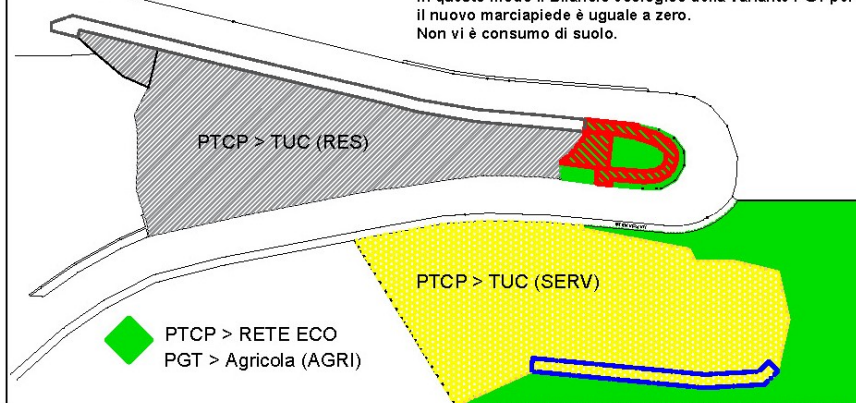 il nuovo marciapiede è uguale a zero.
Non vi è consumo di suolo.
PTCP > TUC (RES)
PTCP > TUC (SERV)
PTCP > RETE ECO
PGT > Agricola (AGRI)